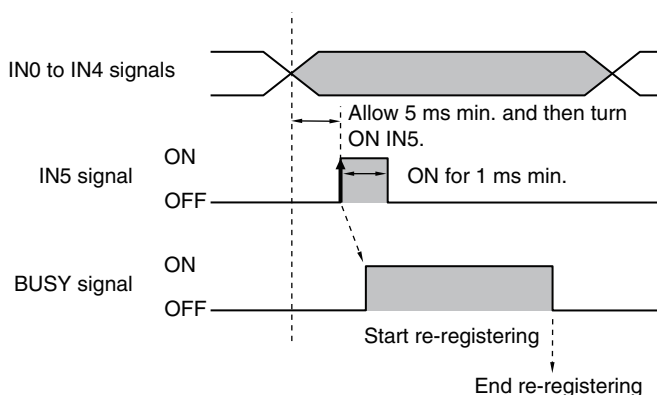 IN0 to IN4 signals
Allow 5 ms min. and then turn
ON IN5.
ON
IN5 signal
ON for 1 ms min.
OFF
ON
BUSY signal
OFF
Start re-registering
End re-registering